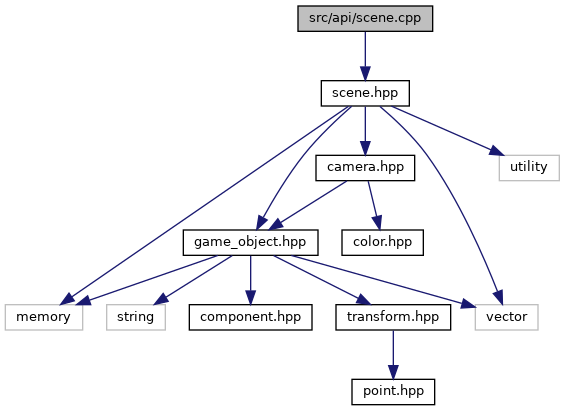 src/api/scene.cpp
scene.hpp
camera.hpp
utility
game_object.hpp
color.hpp
memory
string
component.hpp
transform.hpp
vector
point.hpp